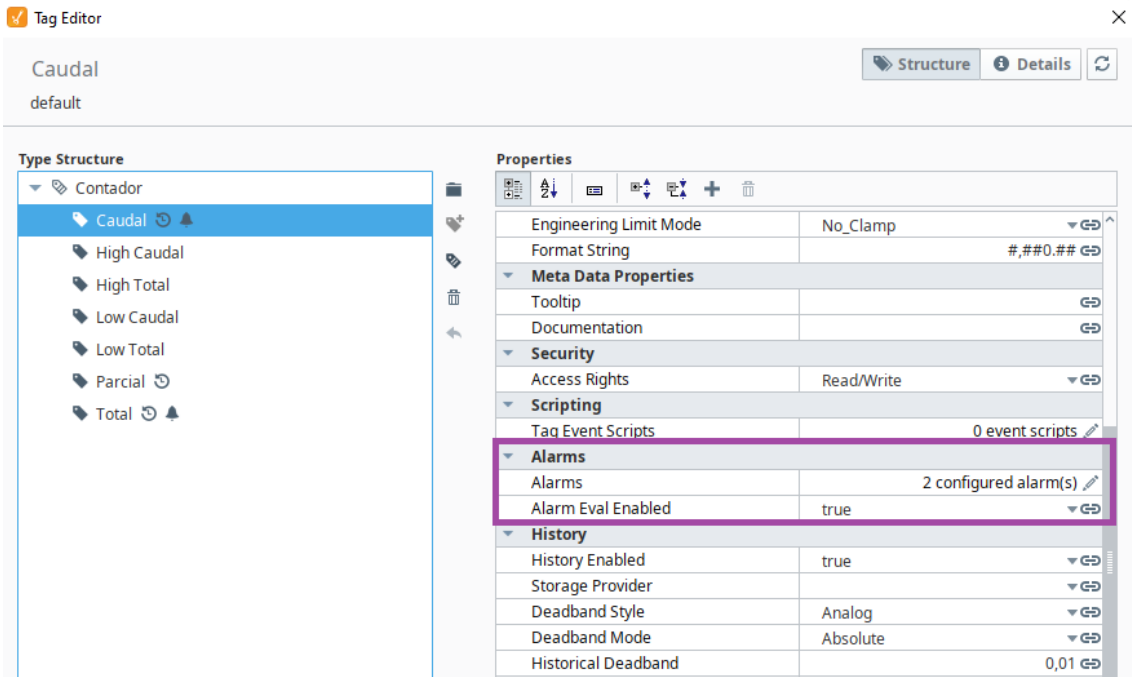 Tag Editor
Caudal
default
Structure
Details
Type Structure
Contador
Caudal
High Caudal
High Total
Low Caudal
Low Total
Parcial
Total
Properties
Engineering Limit Mode No_Clamp
Format String #,##0.##
Meta Data Properties
Tooltip
Documentation
Security
Access Rights Read/Write
Scripting
Tag Event Scripts 0 event scripts
Alarms
Alarms 2 configured alarm(s)
Alarm Eval Enabled true
History
History Enabled true
Storage Provider
Deadband Style Analog
Deadband Mode Absolute
Historical Deadband 0,01